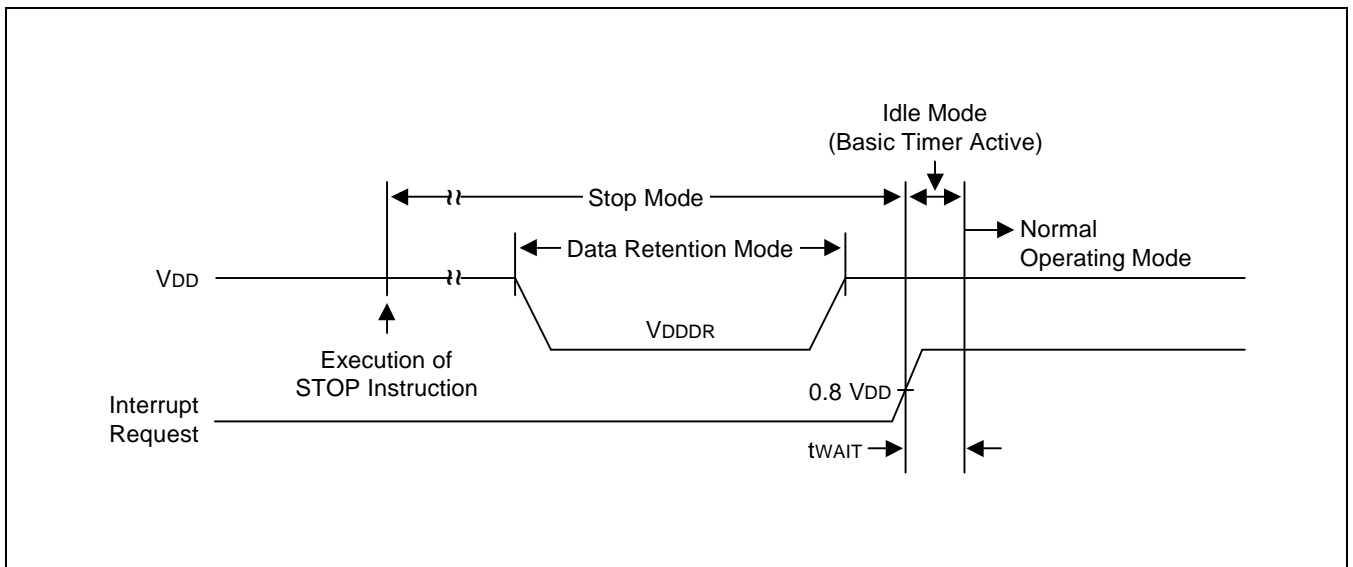 Idle Mode
(Basic Timer Active)
Stop Mode
Data Retention Mode
Normal
Operating Mode
VDD
VDDDR
Execution of
STOP Instruction
0.8 VDD
Interrupt
Request
tWAIT